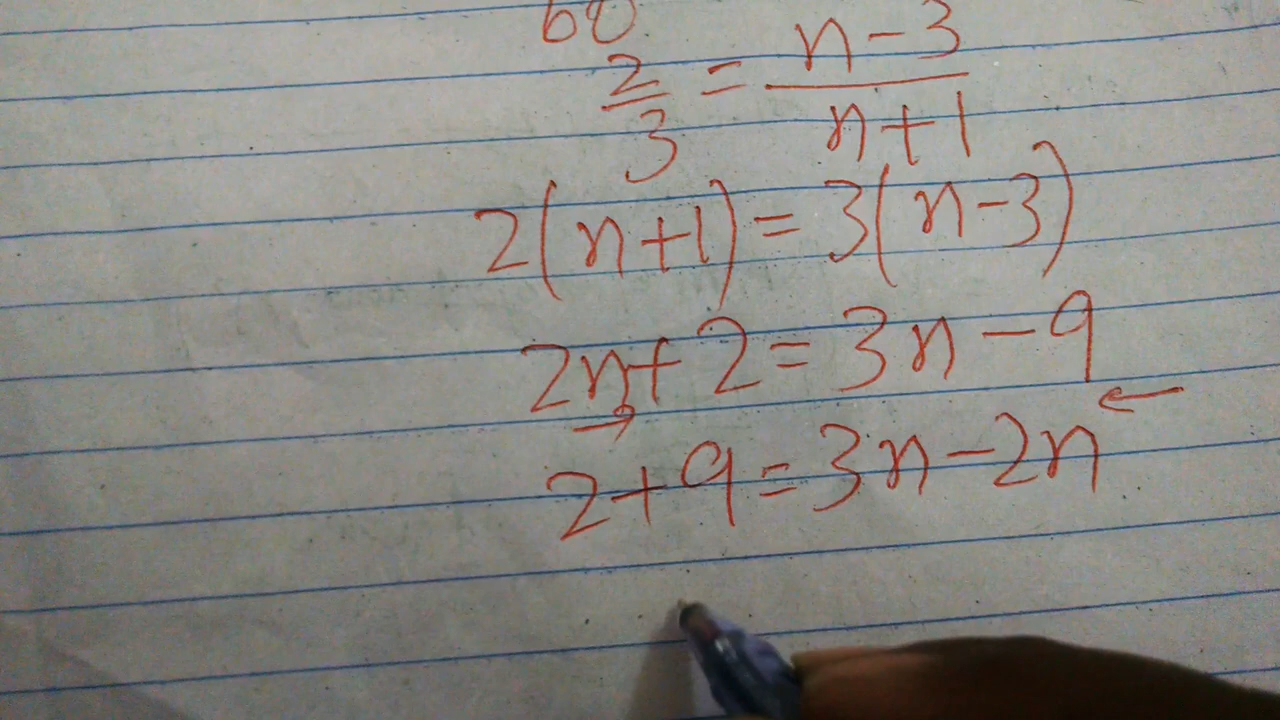 60
2/3 = n-3/n+1
2(n+1) = 3(n-3)
2n+2 = 3n-9
2+9 = 3n-2n